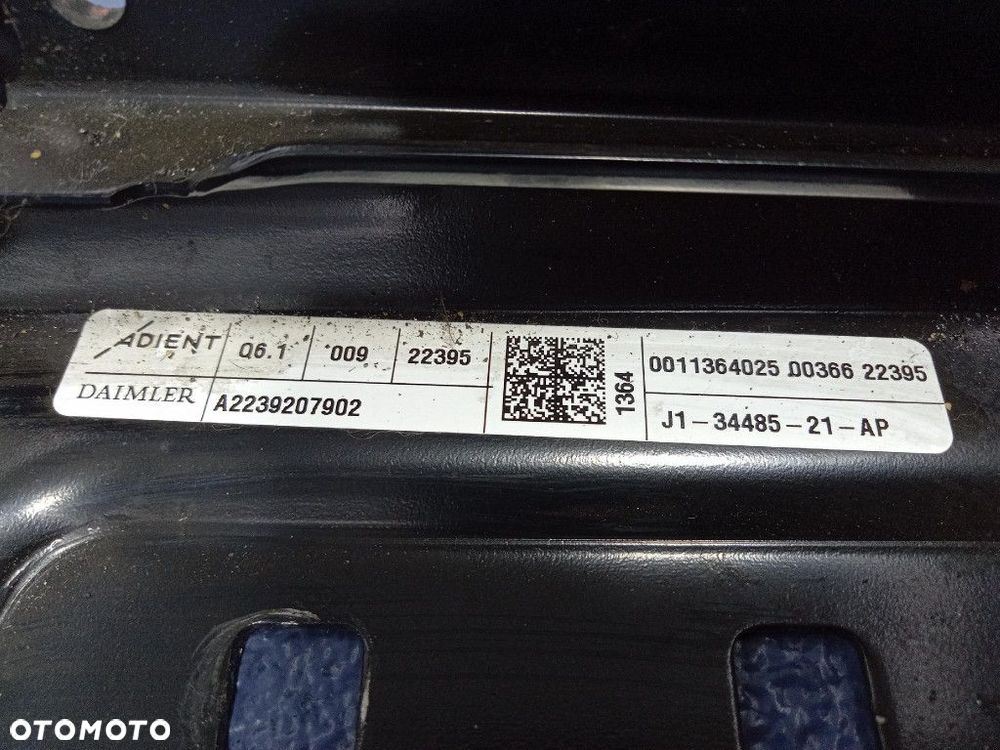 ADIENT Q6.1 009 22395
DAIMLER A2239207902
1364
0011364025 00366 22395
J1-34485-21-AP
OTOMOTO